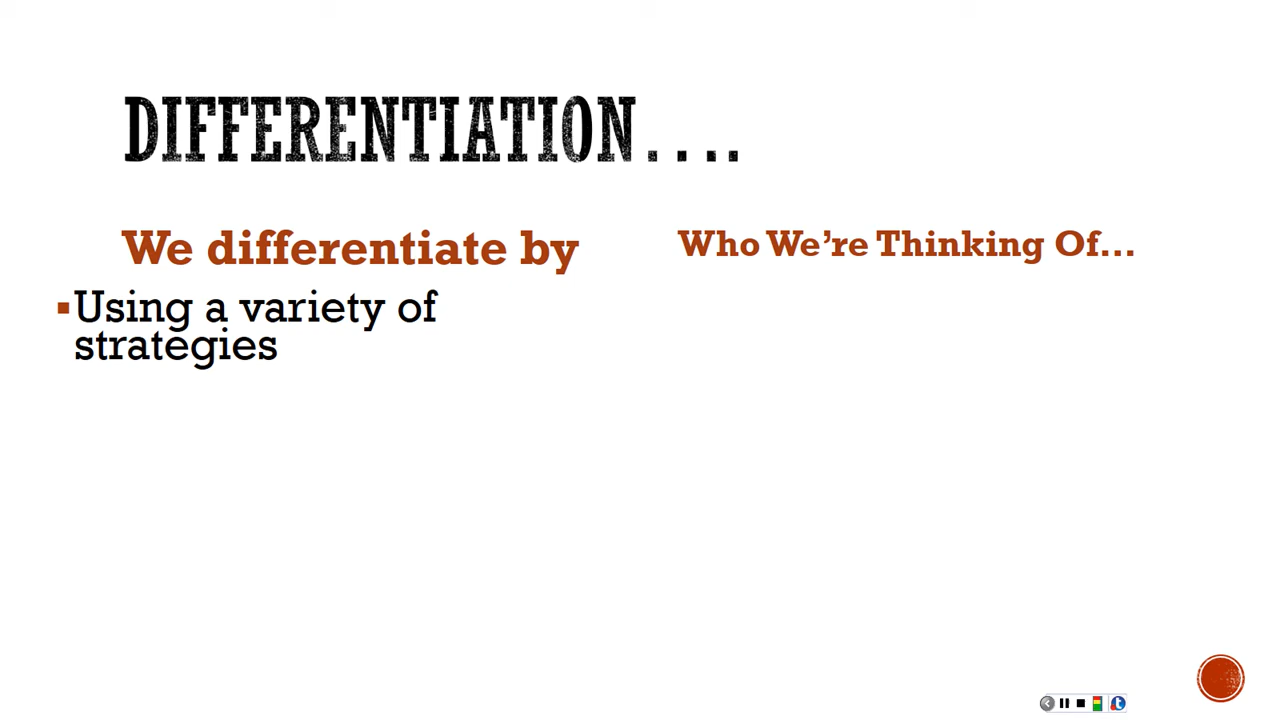 DIFFERENTIATION....
We differentiate by
▪Using a variety of
strategies
Who We’re Thinking Of…